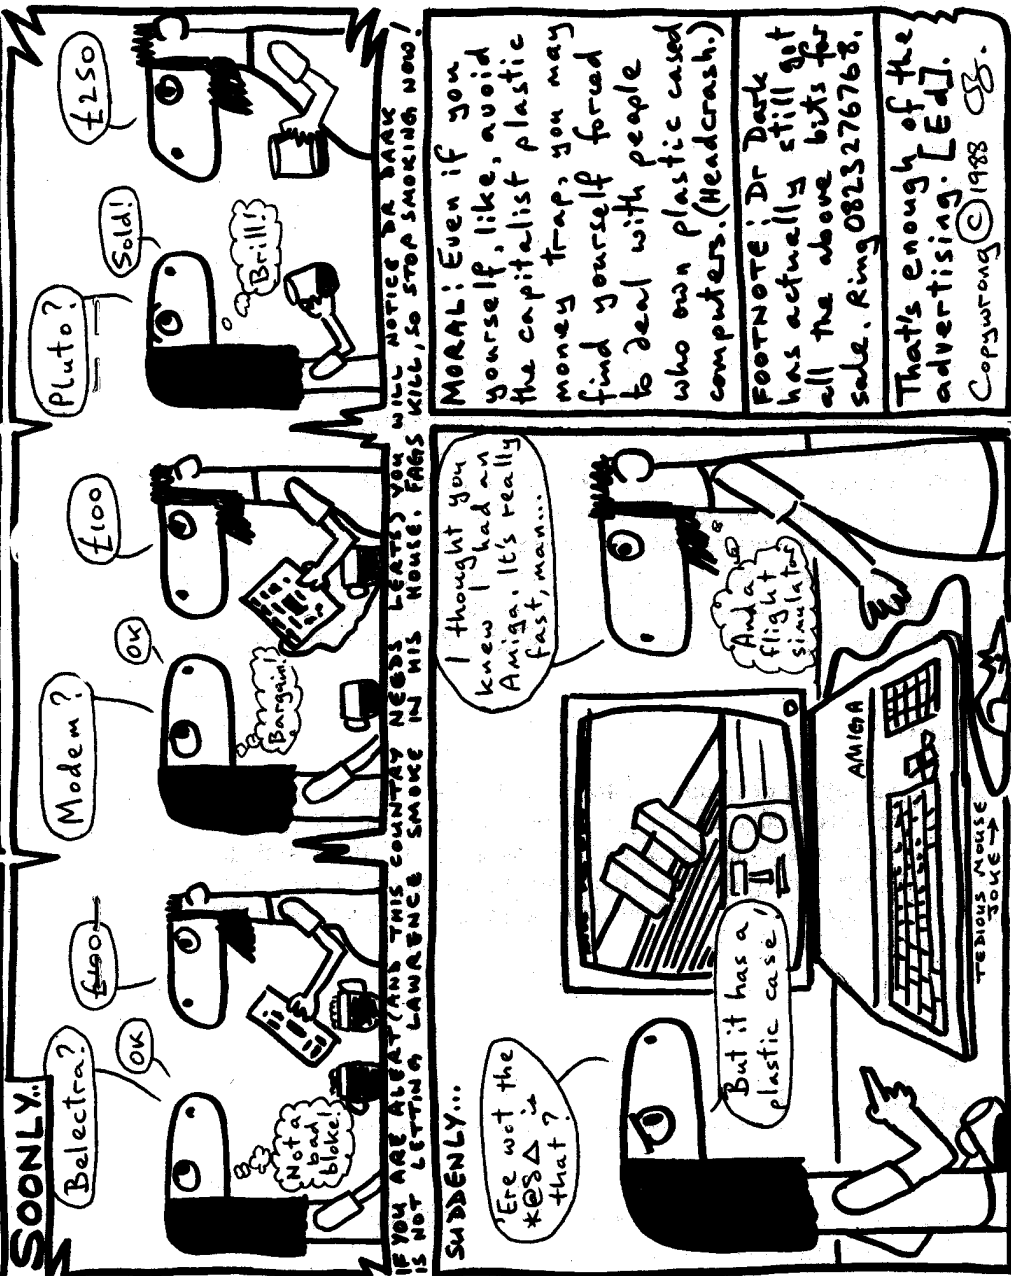 SOONLY..
Belectra?
OK
Not a
bad
bloke!
Modem?
£100
OK
Bargain!
Pluto?
£250
Sold!
Brill!
IF YOU ARE ALERT (AND THIS COUNTRY NEEDS LERTS) YOU WILL NOTICE DR DARK
IS NOT LETTING LAWRENCE SMOKE IN HIS HOUSE. FAGS KILL, SO STOP SMOKING NOW!
SUDDENLY...
'Ere wot the
*@&△ is
that?
I thought you
knew I had an
Amiga. It's really
fast, man...
But it has a
plastic case,
And a
flight
simulator
AMIGA
TEDIOUS MOUSE
JOKE →
MORAL: Even if you
yourself, like, avoid
the capitalist plastic
money trap, you may
find yourself forced
to deal with people
who own plastic cased
computers. (Headcrash.)
FOOTNOTE: Dr Dark
has actually still got
all the above bits for
sale. Ring 0823276768.
That's enough of the
advertising. [Ed].
Copywrong © 1988